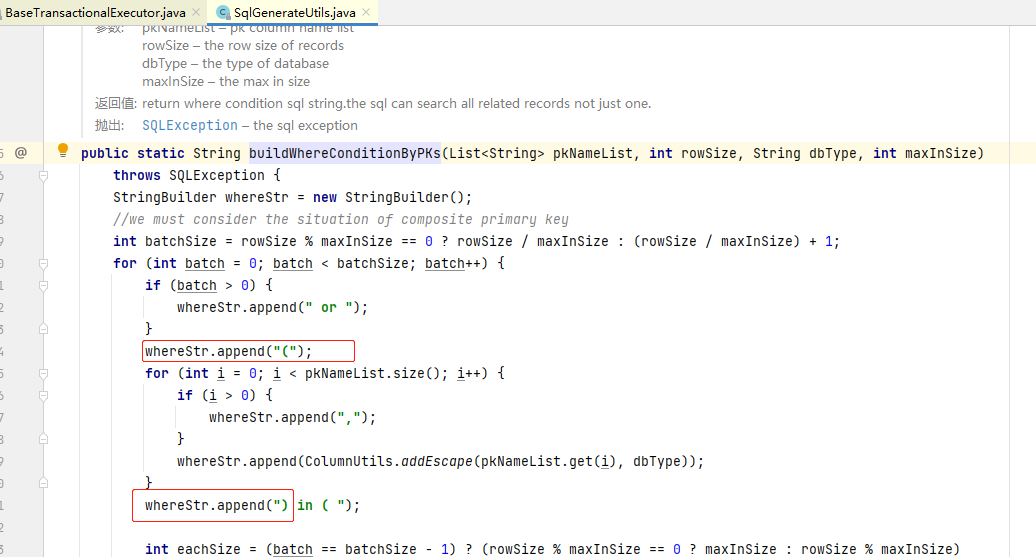 BaseTransactionalExecutor.java × SqlGenerateUtils.java ×
参数: pkNameList – pk column name list
rowSize – the row size of records
dbType – the type of database
maxInSize – the max in size
返回值: return where condition sql string.the sql can search all related records not just one.
抛出: SQLException – the sql exception
5 @ public static String buildWhereConditionByPKs(List<String> pkNameList, int rowSize, String dbType, int maxInSize)
6 throws SQLException {
7 StringBuilder whereStr = new StringBuilder();
8 //we must consider the situation of composite primary key
9 int batchSize = rowSize % maxInSize == 0 ? rowSize / maxInSize : (rowSize / maxInSize) + 1;
0 for (int batch = 0; batch < batchSize; batch++) {
1 if (batch > 0) {
2 whereStr.append(" or ");
3 }
4 whereStr.append("(");
5 for (int i = 0; i < pkNameList.size(); i++) {
6 if (i > 0) {
7 whereStr.append(",");
8 }
9 whereStr.append(ColumnUtils.addEscape(pkNameList.get(i), dbType));
0 }
1 whereStr.append(") in ( ");
2
3 int eachSize = (batch == batchSize - 1) ? (rowSize % maxInSize == 0 ? maxInSize : rowSize % maxInSize)